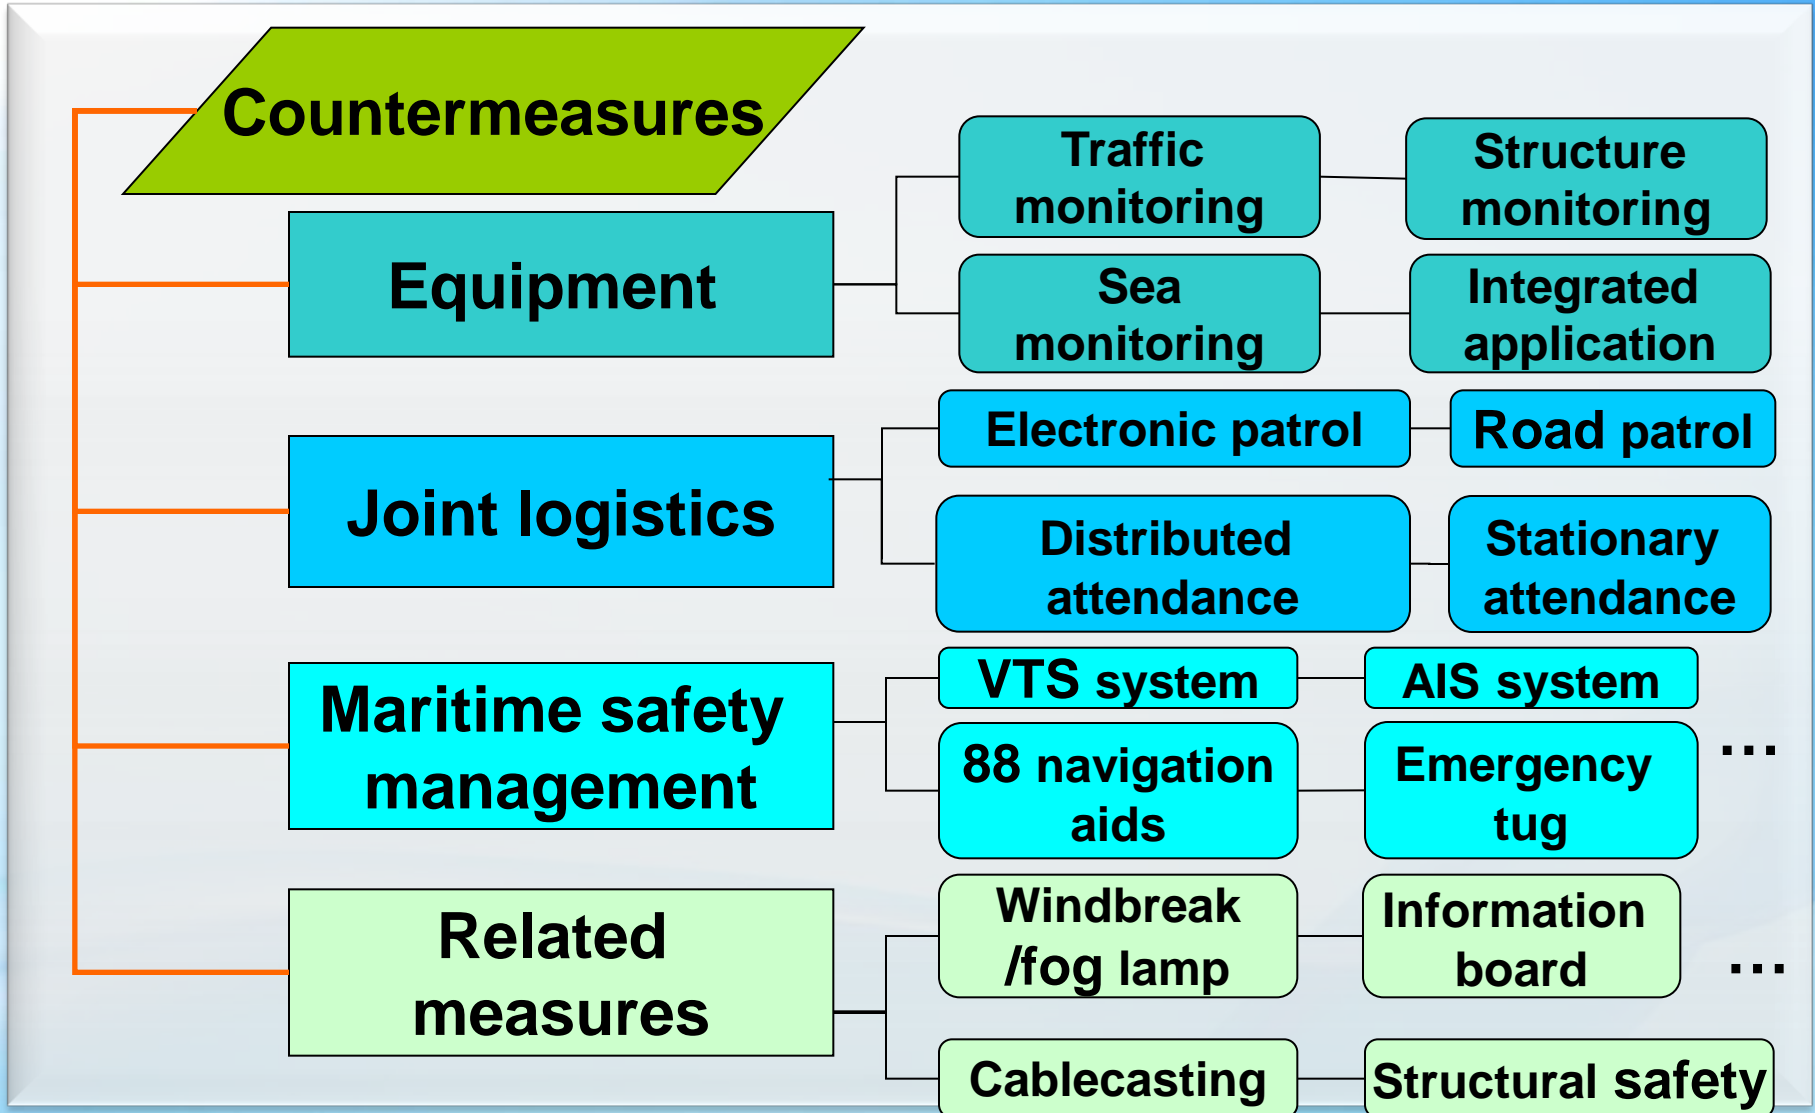 Countermeasures
Traffic
monitoring
Structure
monitoring
Equipment
Sea
monitoring
Integrated
application
Electronic patrol
Road patrol
Joint logistics
Distributed
attendance
Stationary
attendance
VTS system
AIS system
Maritime safety
management
88 navigation
aids
Emergency
tug
...
Windbreak
/fog lamp
Information
board
...
Related
measures
Cablecasting
Structural safety